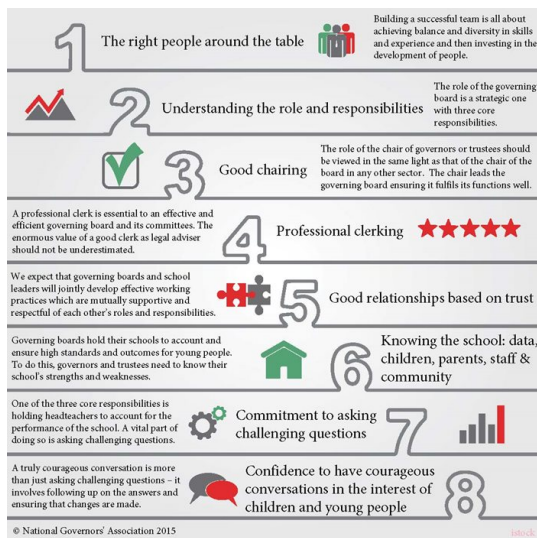 1
The right people around the table
Building a successful team is all about
achieving balance and diversity in skills
and experience and then investing in the
development of people.
2
Understanding the role and responsibilities
The role of the governing
board is a strategic one
with three core
responsibilities.
3
Good chairing
The role of the chair of governors or trustees should
be viewed in the same light as that of the chair of the
board in any other sector. The chair leads the
governing board ensuring it fulfils its functions well.
A professional clerk is essential to an effective and
efficient governing board and its committees. The
enormous value of a good clerk as legal adviser
should not be underestimated.
4
Professional clerking
We expect that governing boards and school
leaders will jointly develop effective working
practices which are mutually supportive and
respectful of each other's roles and responsibilities.
5
Good relationships based on trust
Governing boards hold their schools to account and
ensure high standards and outcomes for young people.
To do this, governors and trustees need to know their
school's strengths and weaknesses.
6
Knowing the school: data,
children, parents, staff &
community
One of the three core responsibilities is
holding headteachers to account for the
performance of the school. A vital part of
doing so is asking challenging questions.
Commitment to asking
challenging questions
7
A truly courageous conversation is more
than just asking challenging questions – it
involves following up on the answers and
ensuring that changes are made.
Confidence to have courageous
conversations in the interest of
children and young people
8
© National Governors' Association 2015
istock